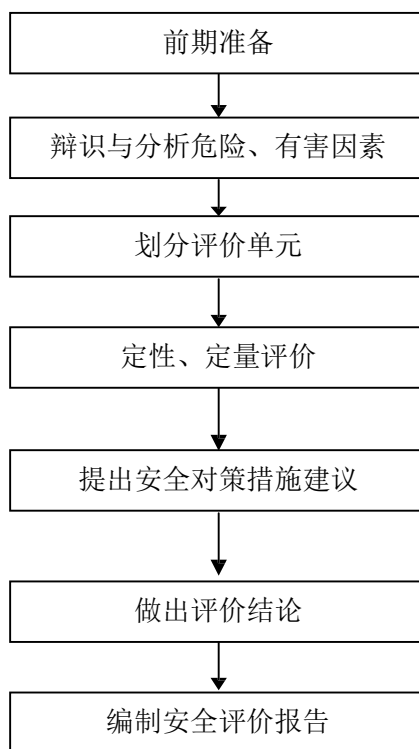 前期准备
辩识与分析危险、有害因素
划分评价单元
定性、定量评价
提出安全对策措施建议
做出评价结论
编制安全评价报告